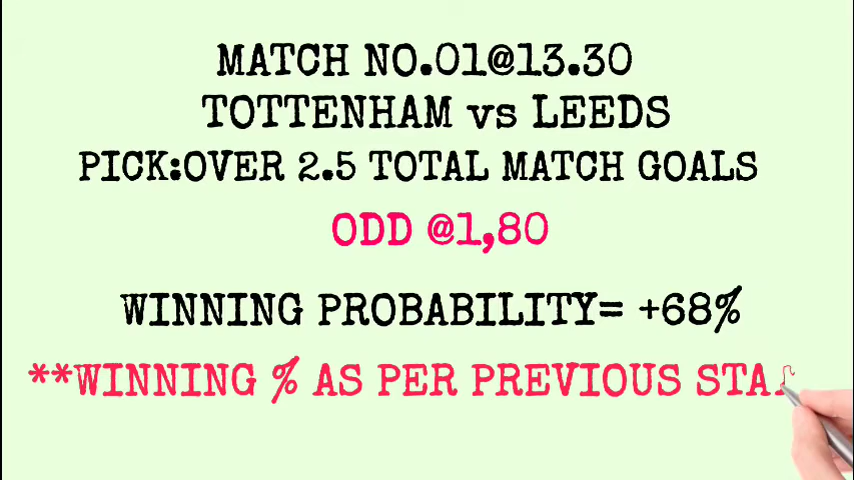 MATCH NO.01@13.30
TOTTENHAM vs LEEDS
PICK:OVER 2.5 TOTAL MATCH GOALS
ODD @1,80
WINNING PROBABILITY= +68%
**WINNING % AS PER PREVIOUS